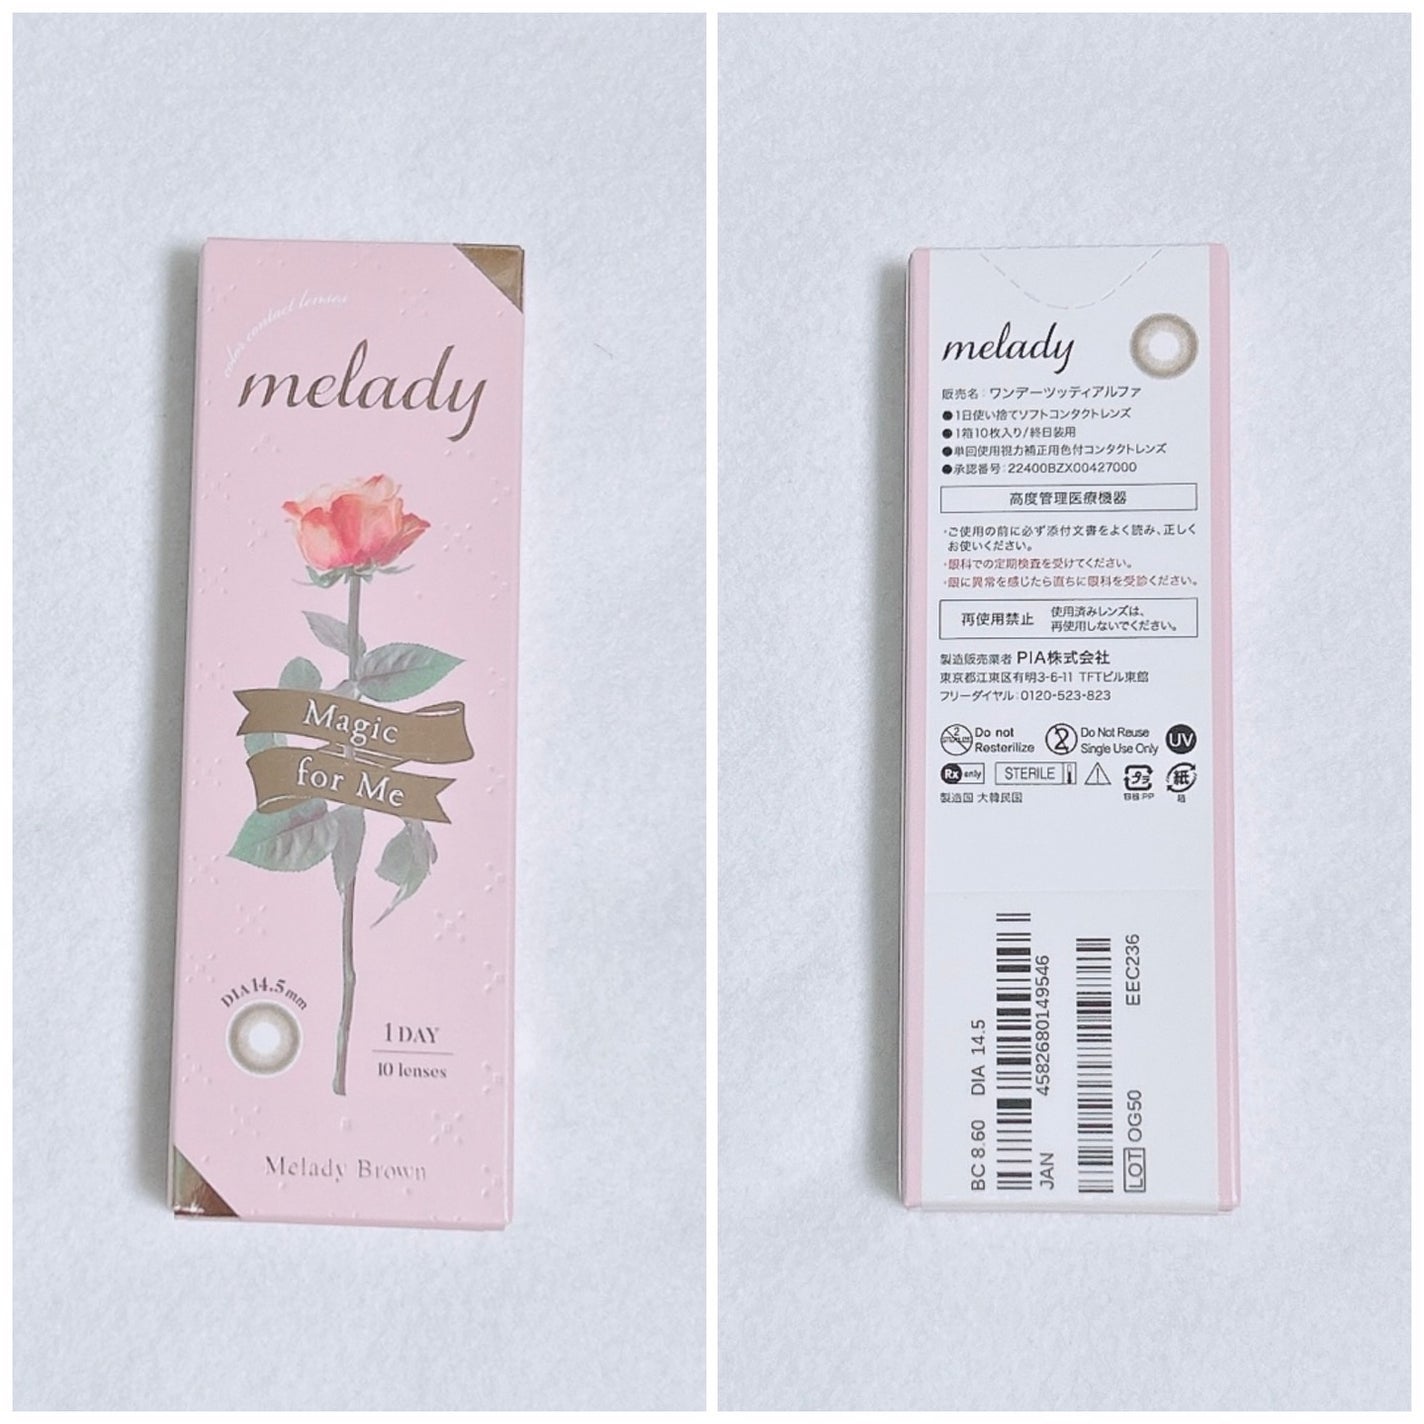 color contact lenses
melady
Magic
for Me
DIA 14.5mm
1 DAY
10 lenses
Melady Brown
melady
販売名:ワンデーツッティアルファ
●1日使い捨てソフトコンタクトレンズ
●1箱10枚入り/終日装用
●単回使用視力補正用色付コンタクトレンズ
●承認番号:22400BZX00427000
高度管理医療機器
・ご使用の前に必ず添付文書をよく読み、正しく
お使いください。
・眼科での定期検査を受けてください。
・眼に異常を感じたら直ちに眼科を受診ください。
再使用禁止
使用済みレンズは、
再使用しないでください。
製造販売業者 PIA株式会社
東京都江東区有明3-6-11 TFTビル東館
フリーダイヤル:0120-523-823
2
Do not
Resterilize
2
Do Not Reuse
Single Use Only
UV
Rx only
STERILE
プラ
紙
箱
製造国 大韓民国
BC 8.60 DIA 14.5
JAN 4582680149546
LOT OG50 EEC236